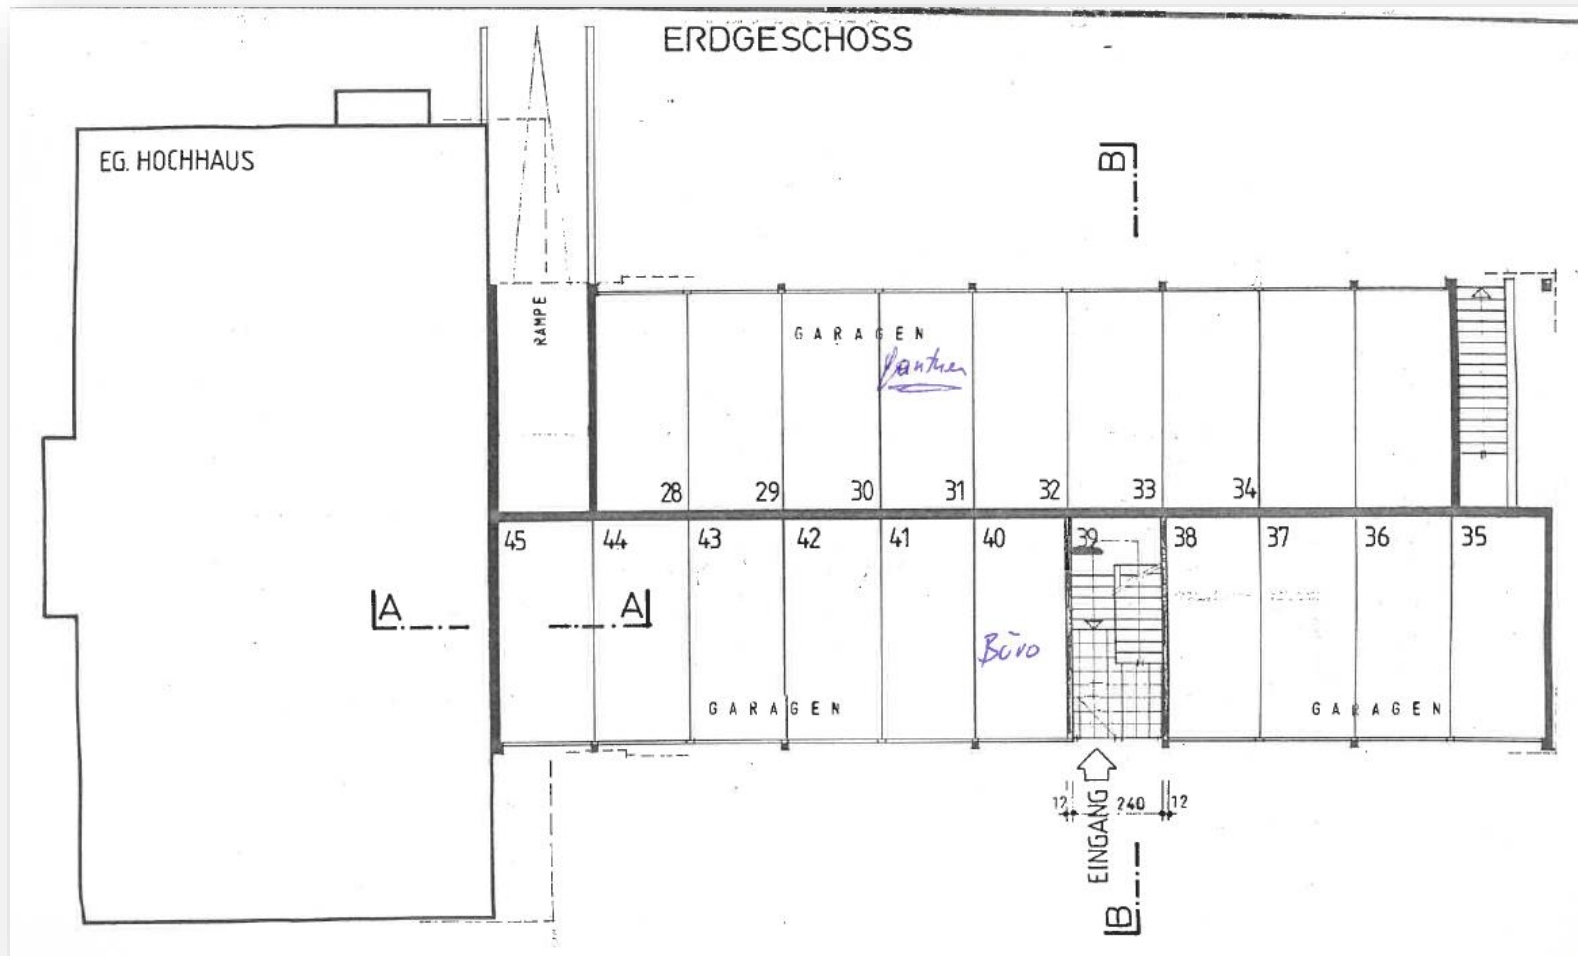 ERDGESCHOSS
EG. HOCHHAUS
B
RAMPE
GARAGEN
28 29 30 31 32 33 34
45 44 43 42 41 40 39 38 37 36 35
A A
Büro
GARAGEN GARAGEN
12 240 12
EINGANG
B